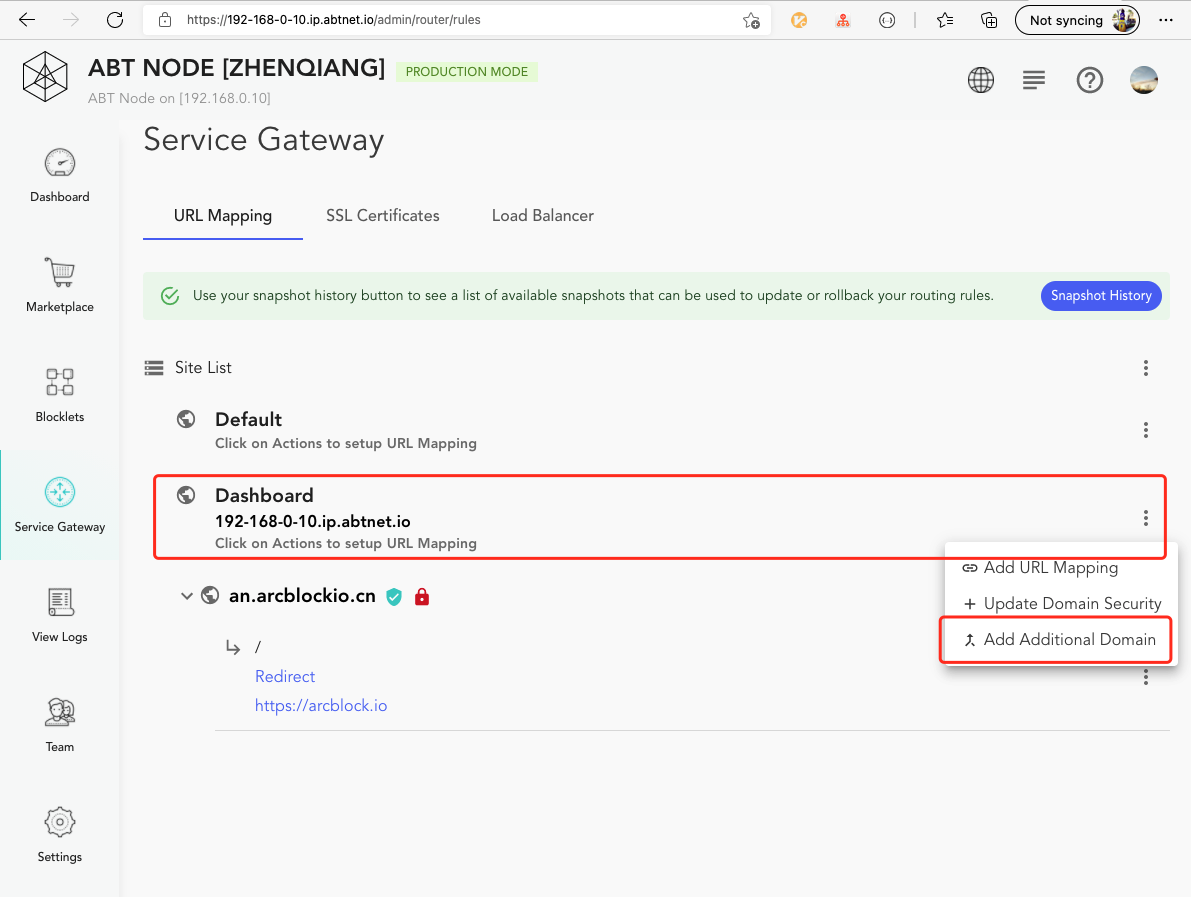 https://192-168-0-10.ip.abtnet.io/admin/router/rules
Not syncing
ABT NODE [ZHENQIANG]
PRODUCTION MODE
ABT Node on [192.168.0.10]
Dashboard
Marketplace
Blocklets
Service Gateway
View Logs
Team
Settings
Service Gateway
URL Mapping
SSL Certificates
Load Balancer
Use your snapshot history button to see a list of available snapshots that can be used to update or rollback your routing rules.
Snapshot History
Site List
Default
Click on Actions to setup URL Mapping
Dashboard
192-168-0-10.ip.abtnet.io
Click on Actions to setup URL Mapping
Add URL Mapping
Update Domain Security
Add Additional Domain
an.arcblockio.cn
/
Redirect
https://arcblock.io